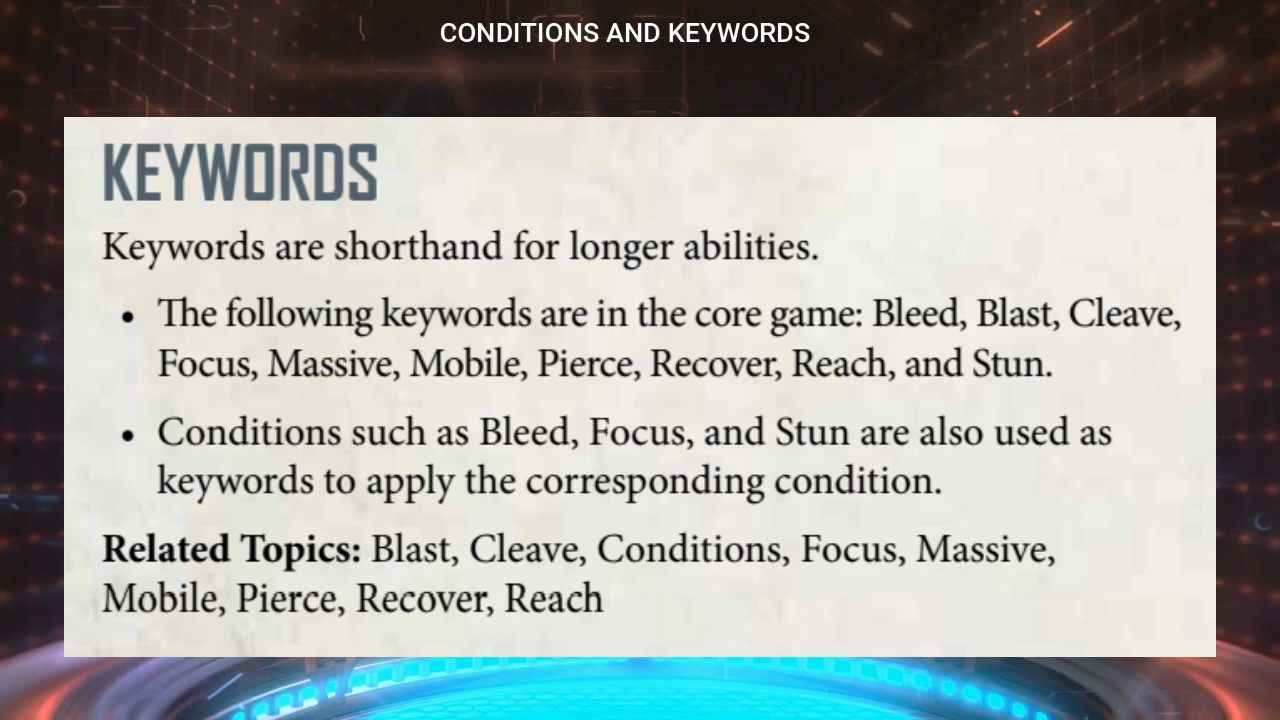 CONDITIONS AND KEYWORDS
KEYWORDS
Keywords are shorthand for longer abilities.
• The following keywords are in the core game: Bleed, Blast, Cleave,
Focus, Massive, Mobile, Pierce, Recover, Reach, and Stun.
• Conditions such as Bleed, Focus, and Stun are also used as
keywords to apply the corresponding condition.
Related Topics: Blast, Cleave, Conditions, Focus, Massive,
Mobile, Pierce, Recover, Reach